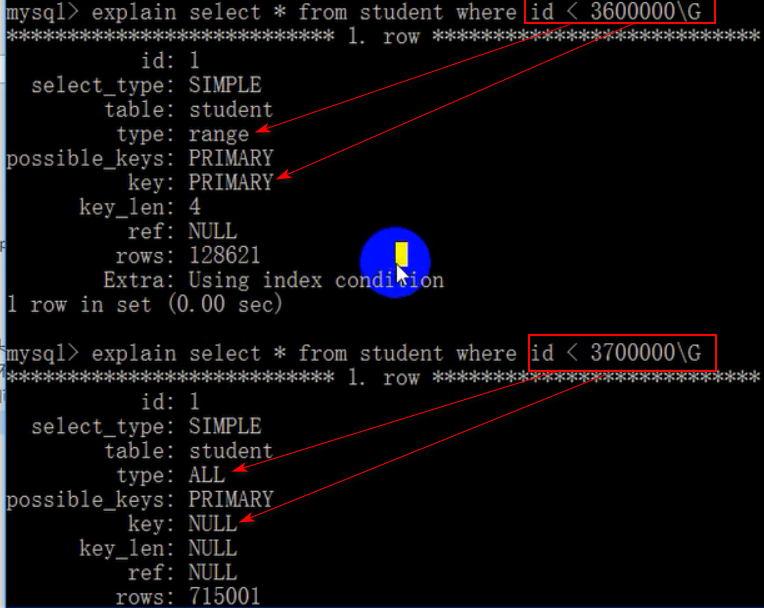 mysql> explain select * from student where id < 3600000\G
*************************** 1. row ***************************
id: 1
select_type: SIMPLE
table: student
type: range
possible_keys: PRIMARY
key: PRIMARY
key_len: 4
ref: NULL
rows: 128621
Extra: Using index condition
1 row in set (0.00 sec)
mysql> explain select * from student where id < 3700000\G
*************************** 1. row ***************************
id: 1
select_type: SIMPLE
table: student
type: ALL
possible_keys: PRIMARY
key: NULL
key_len: NULL
ref: NULL
rows: 715001